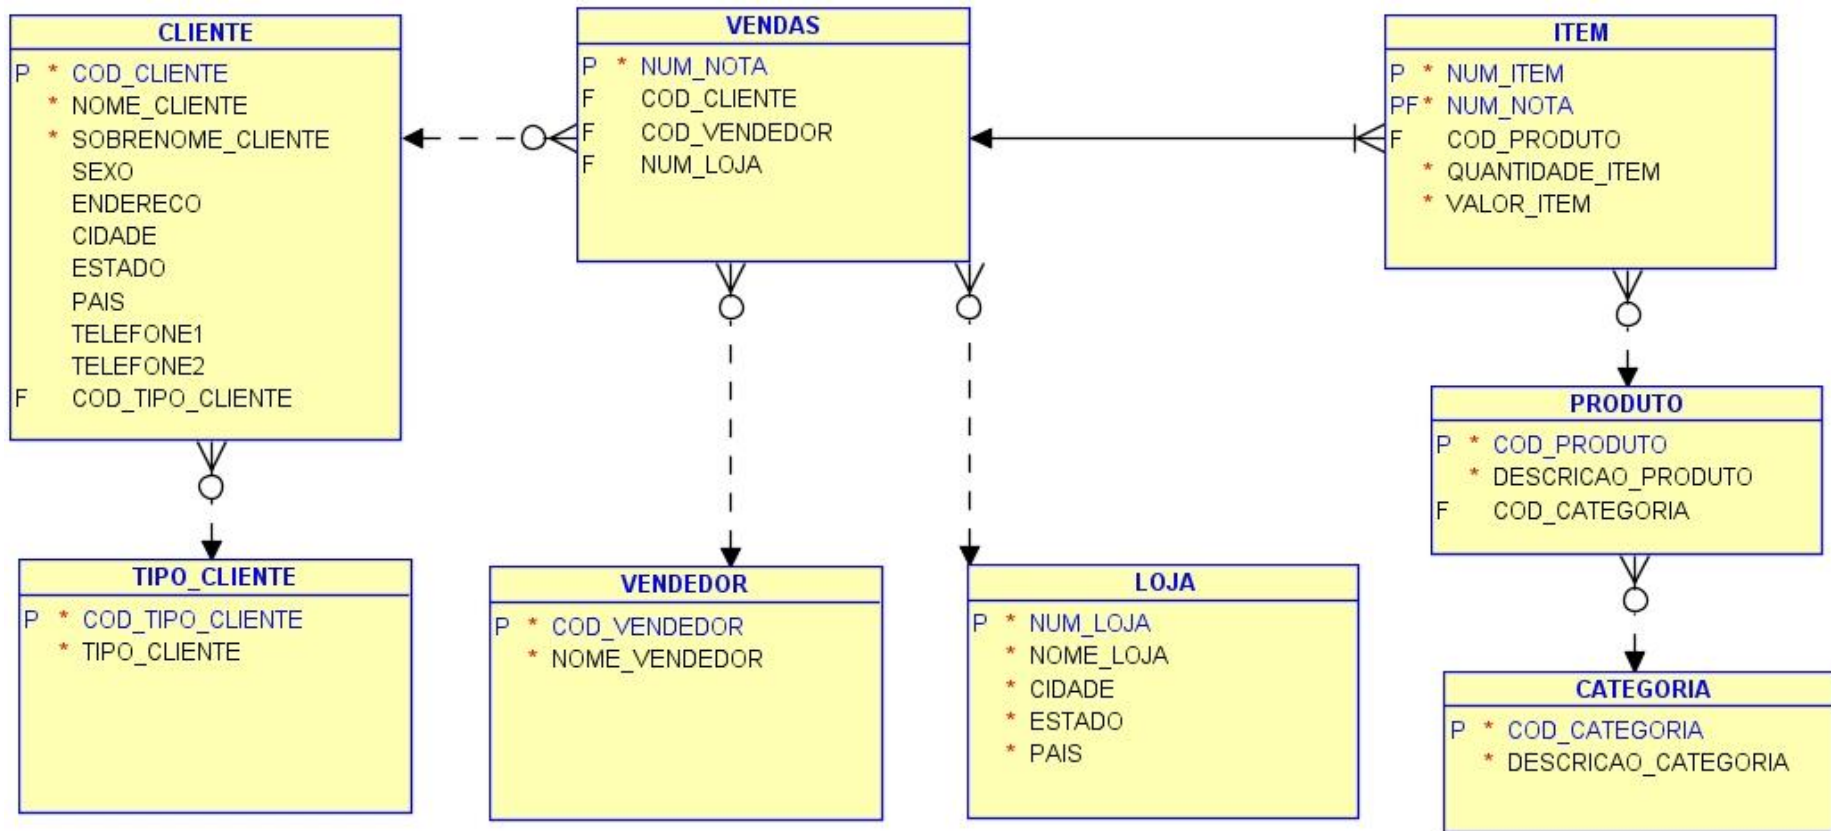 CLIENTE
P * COD_CLIENTE
* NOME_CLIENTE
* SOBRENOME_CLIENTE
SEXO
ENDERECO
CIDADE
ESTADO
PAIS
TELEFONE1
TELEFONE2
F COD_TIPO_CLIENTE
VENDAS
P * NUM_NOTA
F COD_CLIENTE
F COD_VENDEDOR
F NUM_LOJA
ITEM
P * NUM_ITEM
PF * NUM_NOTA
F COD_PRODUTO
* QUANTIDADE_ITEM
* VALOR_ITEM
TIPO_CLIENTE
P * COD_TIPO_CLIENTE
* TIPO_CLIENTE
VENDEDOR
P * COD_VENDEDOR
* NOME_VENDEDOR
LOJA
P * NUM_LOJA
* NOME_LOJA
* CIDADE
* ESTADO
* PAIS
PRODUTO
P * COD_PRODUTO
* DESCRICAO_PRODUTO
F COD_CATEGORIA
CATEGORIA
P * COD_CATEGORIA
* DESCRICAO_CATEGORIA